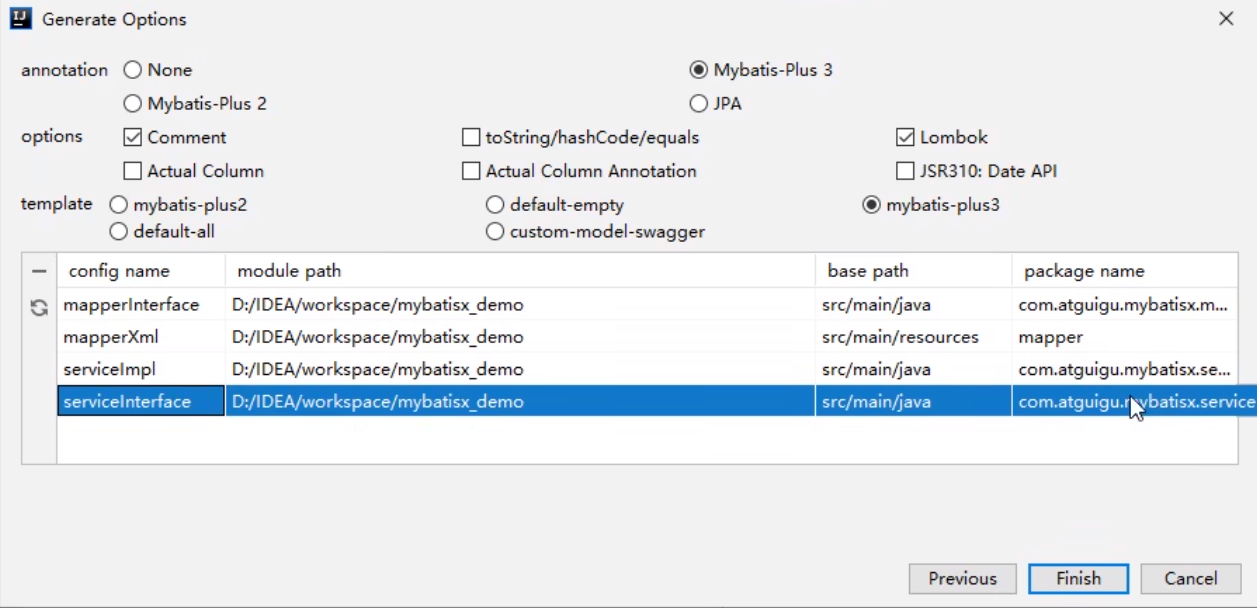 Generate Options
annotation None Mybatis-Plus 3
Mybatis-Plus 2 JPA
options Comment toString/hashCode/equals Lombok
Actual Column Actual Column Annotation JSR310: Date API
template mybatis-plus2 default-empty mybatis-plus3
default-all custom-model-swagger
config name module path base path package name
mapperInterface D:/IDEA/workspace/mybatisx_demo src/main/java com.atguigu.mybatisx.m...
mapperXml D:/IDEA/workspace/mybatisx_demo src/main/resources mapper
serviceImpl D:/IDEA/workspace/mybatisx_demo src/main/java com.atguigu.mybatisx.se...
serviceInterface D:/IDEA/workspace/mybatisx_demo src/main/java com.atguigu.mybatisx.service
Previous Finish Cancel